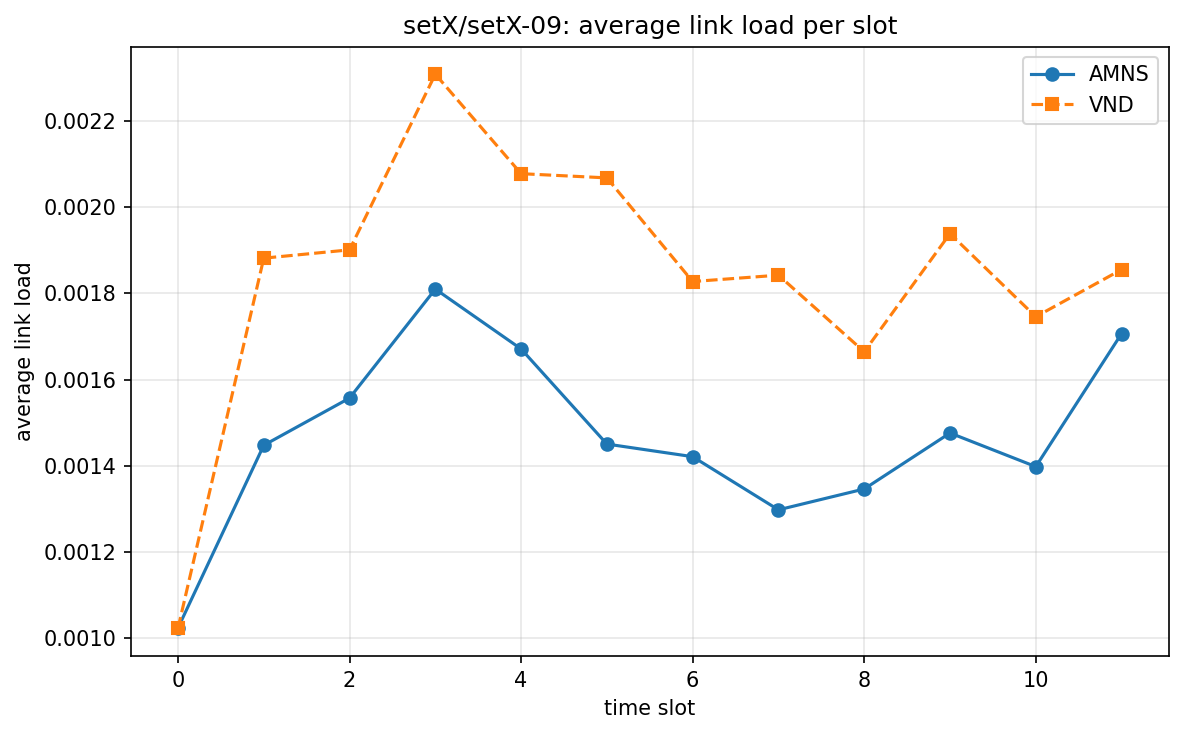 setX/setX-09: average link load per slot
AMNS
VND
average link load
0.0022
0.0020
0.0018
0.0016
0.0014
0.0012
0.0010
0 2 4 6 8 10
time slot